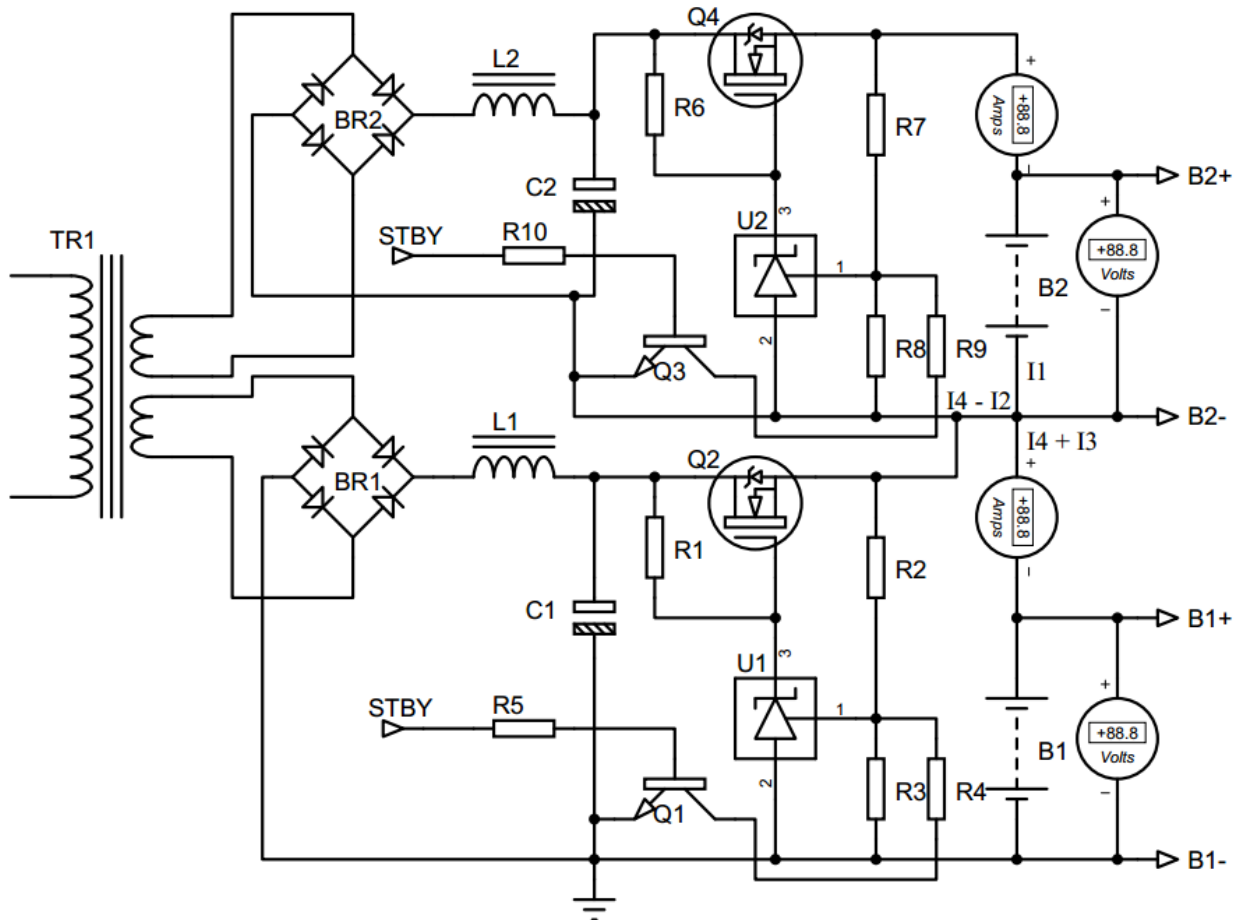 Q4
L2
BR2
R6
R7
+
+88.8
Amps
−
B2+
C2
3
U2
TR1
STBY
R10
1
+
+88.8
Volts
−
B2
2
R8
R9
Q3
I1
I4 - I2
B2-
L1
Q2
I4 + I3
BR1
+
+88.8
Amps
−
R1
R2
C1
B1+
3
U1
STBY
R5
1
+
+88.8
Volts
−
B1
2
R3
R4
Q1
B1-